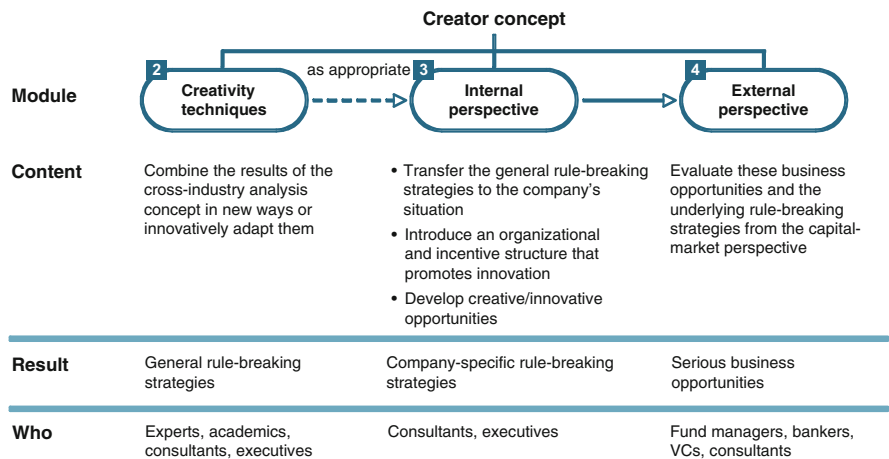 Creator concept
2
as appropriate
3
4
Module
Creativity
techniques
Internal
perspective
External
perspective
Content
Combine the results of the
cross-industry analysis
concept in new ways or
innovatively adapt them
• Transfer the general rule-breaking
strategies to the company's
situation
• Introduce an organizational
and incentive structure that
promotes innovation
• Develop creative/innovative
opportunities
Evaluate these business
opportunities and the
underlying rule-breaking
strategies from the capital-
market perspective
Result
General rule-breaking
strategies
Company-specific rule-breaking
strategies
Serious business
opportunities
Who
Experts, academics,
consultants, executives
Consultants, executives
Fund managers, bankers,
VCs, consultants